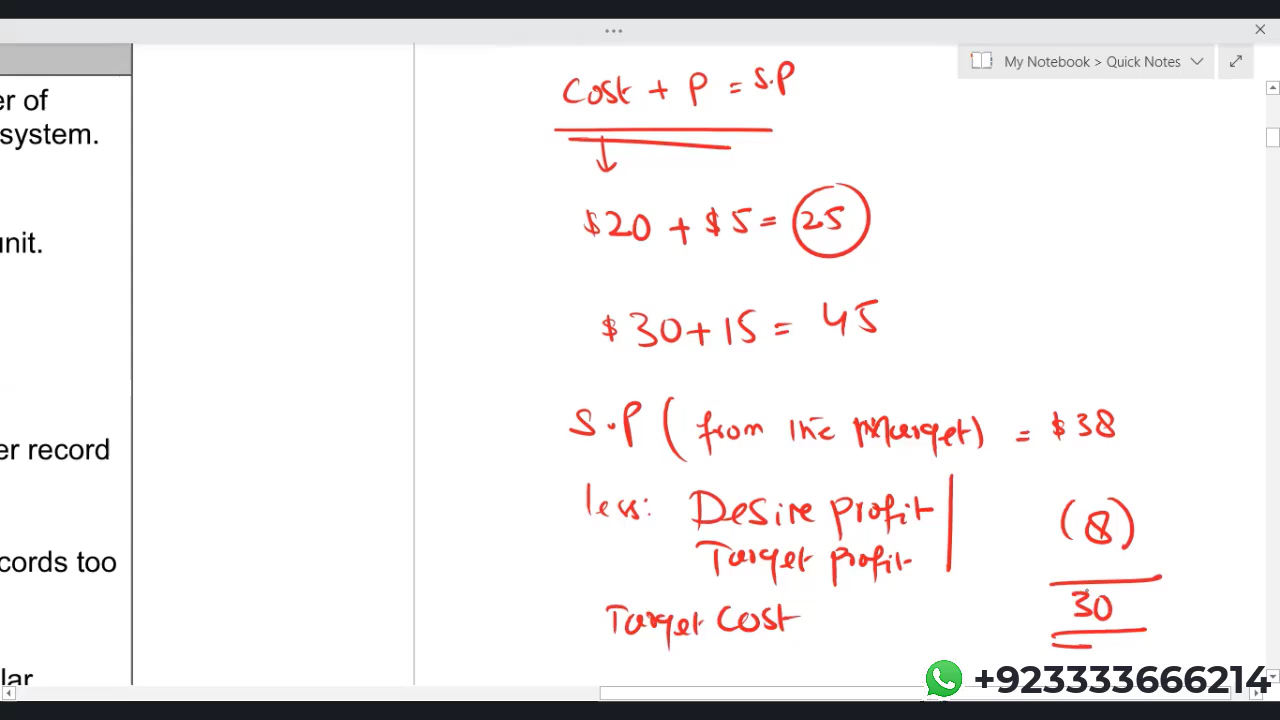 My Notebook > Quick Notes
er of
system.
unit.
er record
cords too
lar
Cost + P = S.P
$20 + $5 = 25
$30 + 15 = 45
S.P (from the Market) = $38
less: Desire profit (8)
Target profit
Target Cost 30
+923333666214